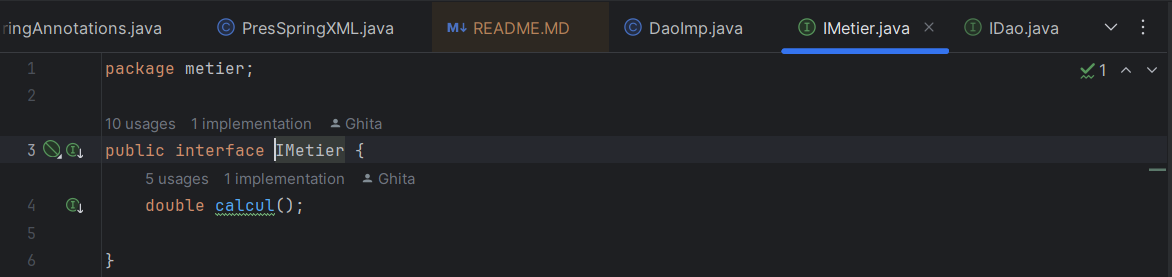 ringAnnotations.java PresSpringXML.java README.MD DaoImp.java IMetier.java IDao.java
1 package metier; 1
2
10 usages 1 implementation Ghita
3 public interface IMetier {
5 usages 1 implementation Ghita
4 double calcul();
5
6 }